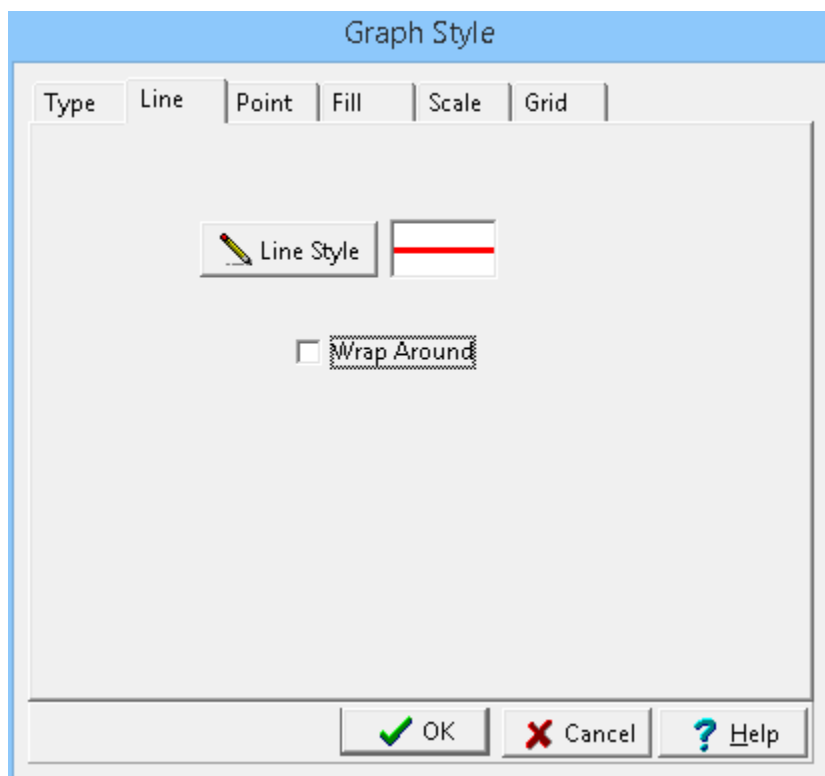 Graph Style
Type Line Point Fill Scale Grid
Line Style
Wrap Around
OK Cancel Help